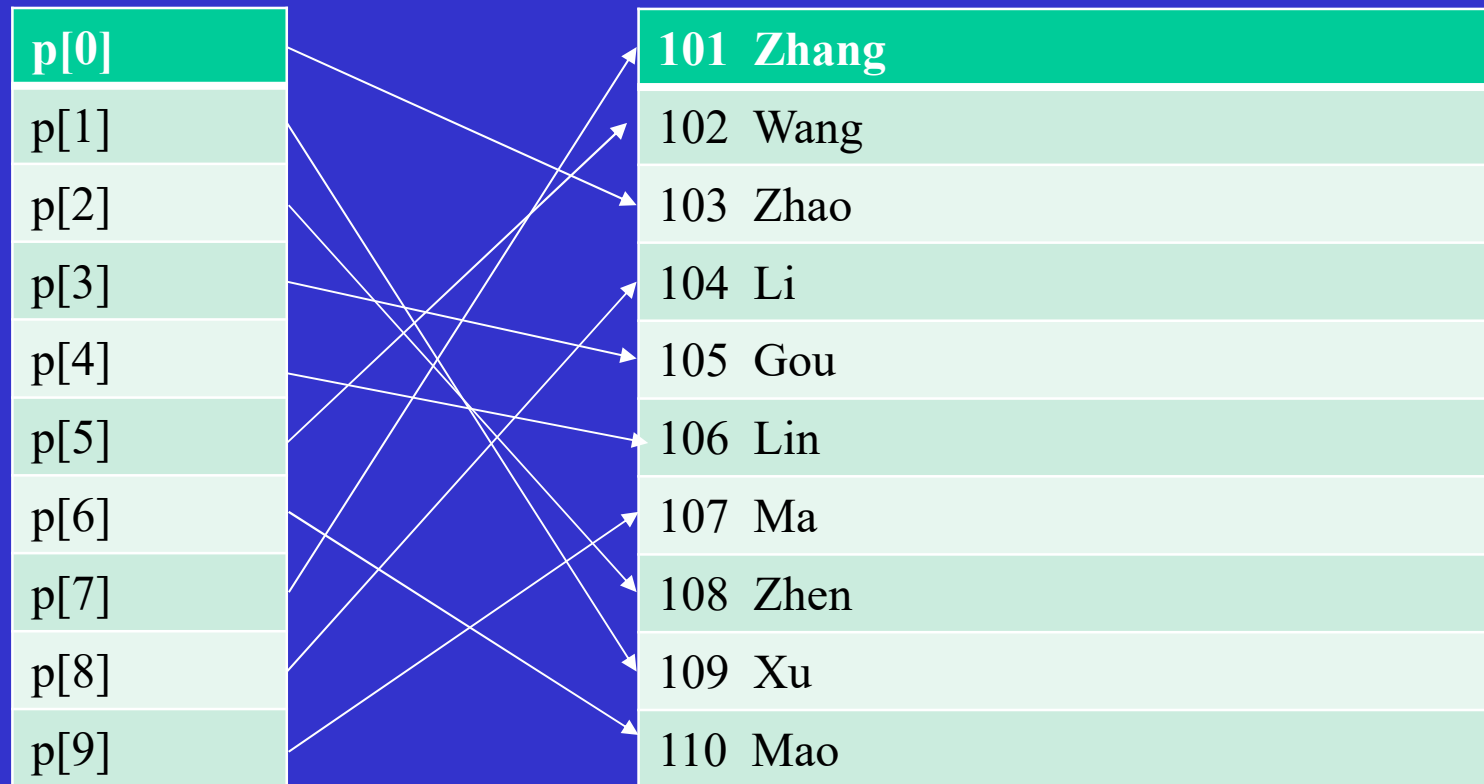 p[0] 101 Zhang
p[1] 102 Wang
p[2] 103 Zhao
p[3] 104 Li
p[4] 105 Gou
p[5] 106 Lin
p[6] 107 Ma
p[7] 108 Zhen
p[8] 109 Xu
p[9] 110 Mao